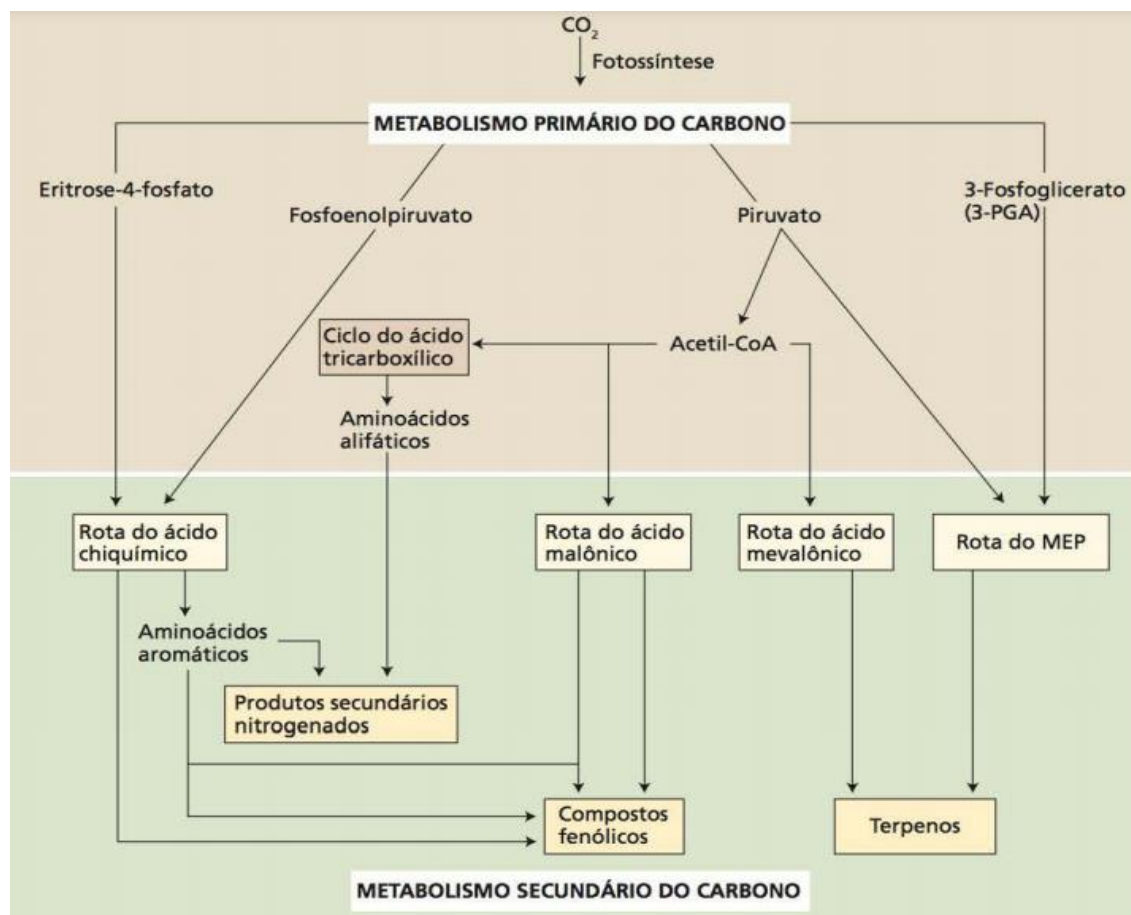 CO₂
Fotossíntese
METABOLISMO PRIMÁRIO DO CARBONO
Eritrose-4-fosfato
Fosfoenolpiruvato
Piruvato
3-Fosfoglicerato
(3-PGA)
Ciclo do ácido
tricarboxílico
Acetil-CoA
Aminoácidos
alifáticos
Rota do ácido
chiquímico
Rota do ácido
malônico
Rota do ácido
mevalônico
Rota do MEP
Aminoácidos
aromáticos
Produtos secundários
nitrogenados
Compostos
fenólicos
Terpenos
METABOLISMO SECUNDÁRIO DO CARBONO